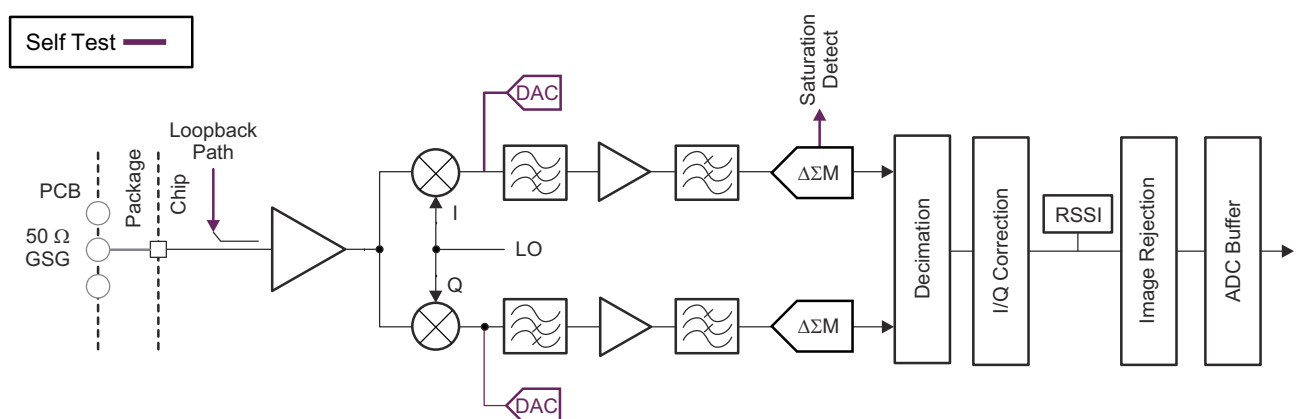 Self Test
DAC
Saturation
Detect
Loopback
Path
PCB
Package
Chip
50 Ω
GSG
I
LO
Q
ΔΣM
ΔΣM
DAC
Decimation
I/Q Correction
RSSI
Image Rejection
ADC Buffer